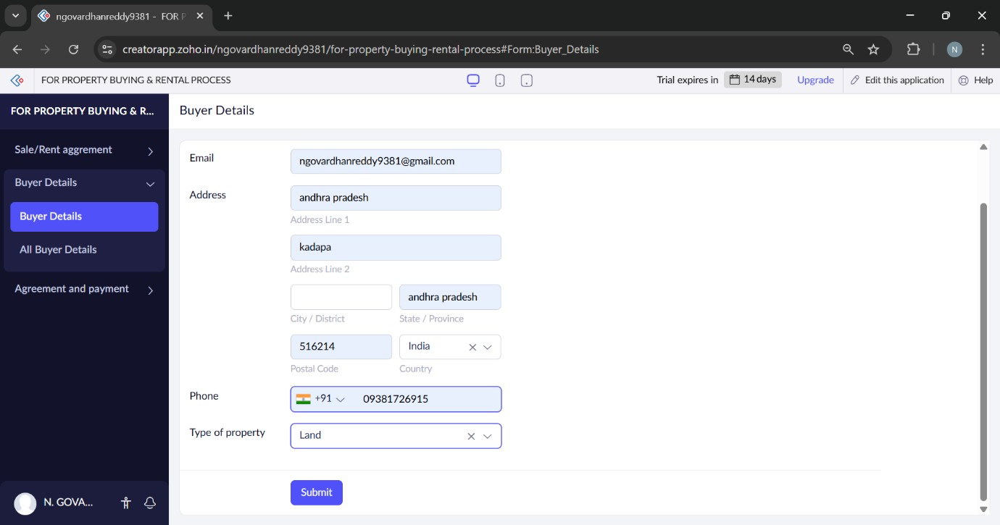 ngovardhanreddy9381 - FOR P
creatorapp.zoho.in/ngovardhanreddy9381/for-property-buying-rental-process#Form:Buyer_Details
N
FOR PROPERTY BUYING & RENTAL PROCESS
Trial expires in 14 days Upgrade Edit this application Help
FOR PROPERTY BUYING & R...
Sale/Rent aggrement
Buyer Details
Buyer Details
All Buyer Details
Agreement and payment
N. GOVA...
Buyer Details
Email ngovardhanreddy9381@gmail.com
Address andhra pradesh
Address Line 1
kadapa
Address Line 2
andhra pradesh
City / District State / Province
516214 India
Postal Code Country
Phone +91 09381726915
Type of property Land
Submit